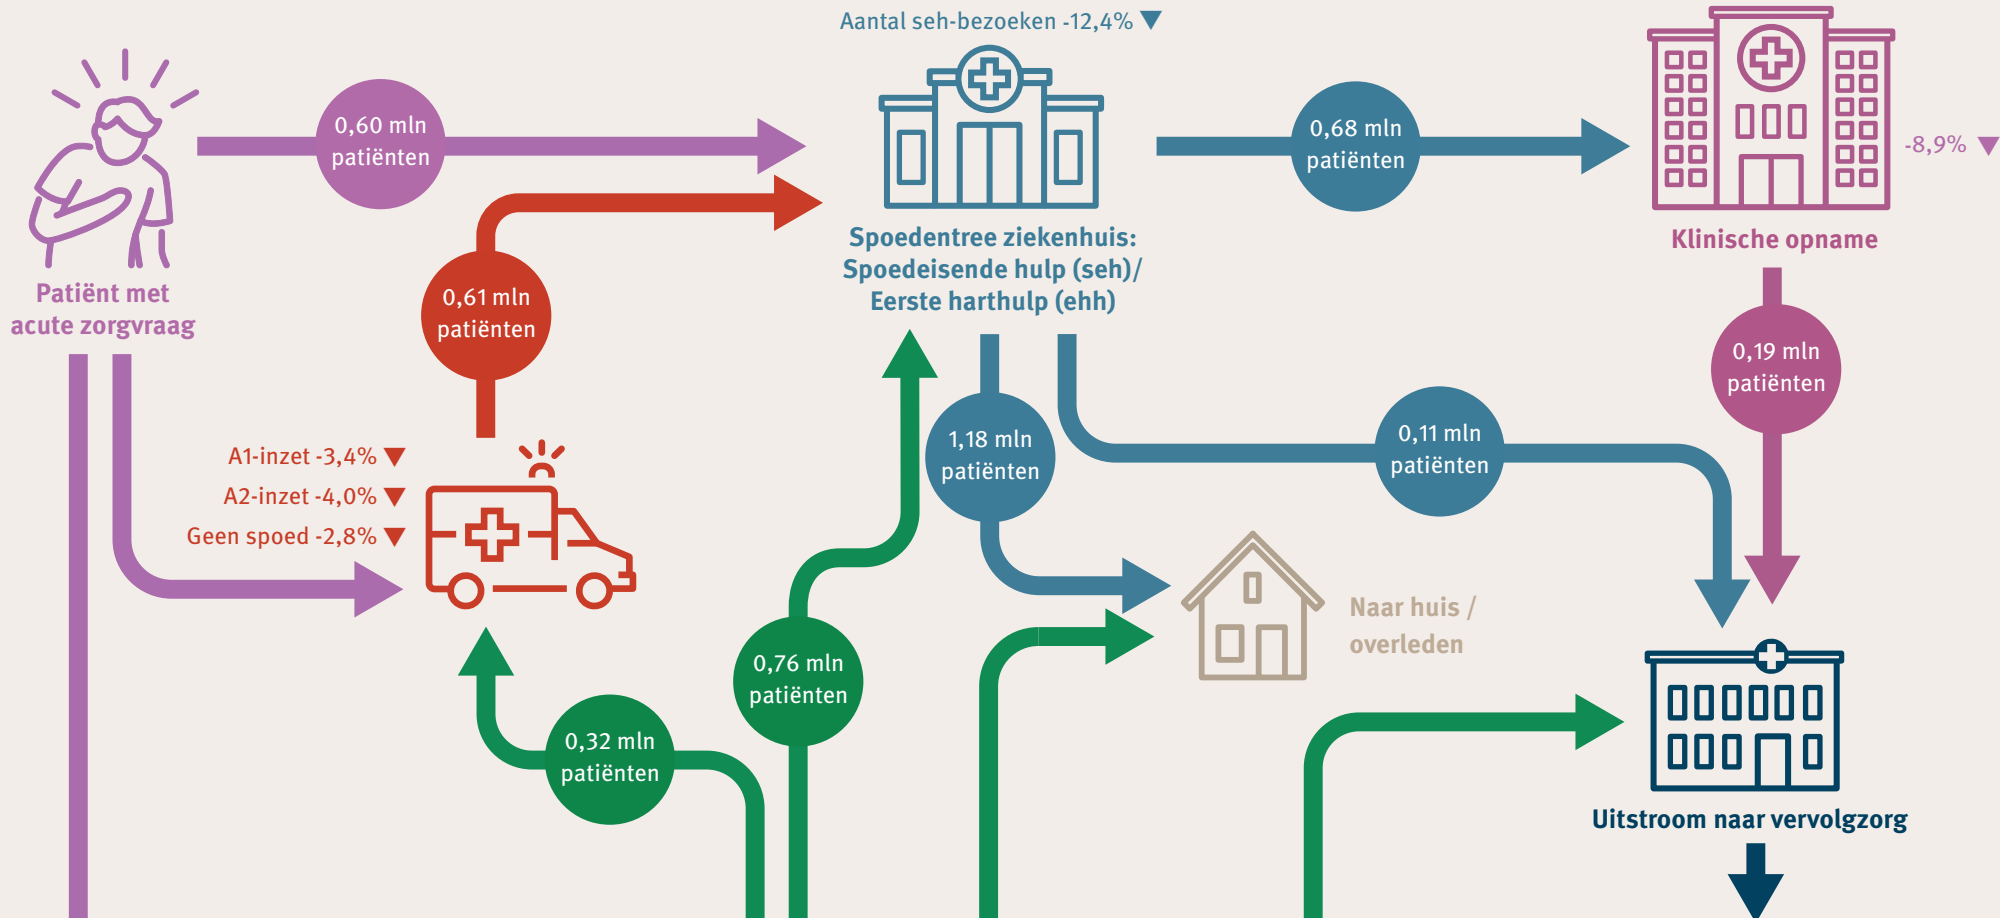 Aantal seh-bezoeken -12,4%
0,60 mln
patiënten
0,68 mln
patiënten
-8,9%
Spoedentree ziekenhuis:
Spoedeisende hulp (seh)/
Eerste harthulp (ehh)
Klinische opname
Patiënt met
acute zorgvraag
0,61 mln
patiënten
0,19 mln
patiënten
A1-inzet -3,4%
A2-inzet -4,0%
Geen spoed -2,8%
1,18 mln
patiënten
0,11 mln
patiënten
Naar huis /
overleden
0,76 mln
patiënten
0,32 mln
patiënten
Uitstroom naar vervolgzorg